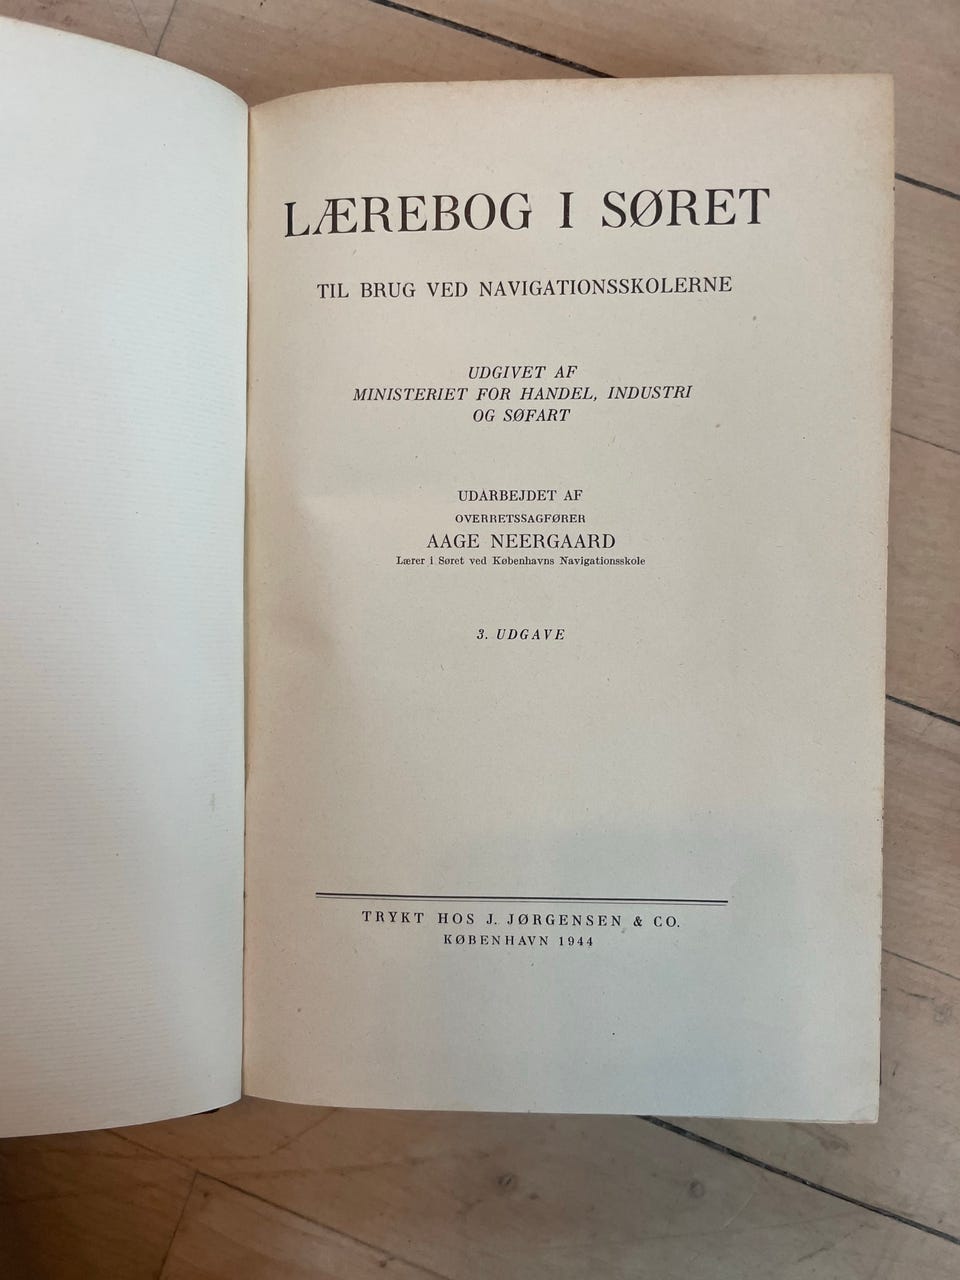 LÆREBOG I SØRET
TIL BRUG VED NAVIGATIONSSKOLERNE
UDGIVET AF
MINISTERIET FOR HANDEL, INDUSTRI
OG SØFART
UDARBEJDET AF
OVERRETSSAGFØRER
AAGE NEERGAARD
Lærer i Søret ved Københavns Navigationsskole
3. UDGAVE
TRYKT HOS J. JØRGENSEN & CO.
KØBENHAVN 1944